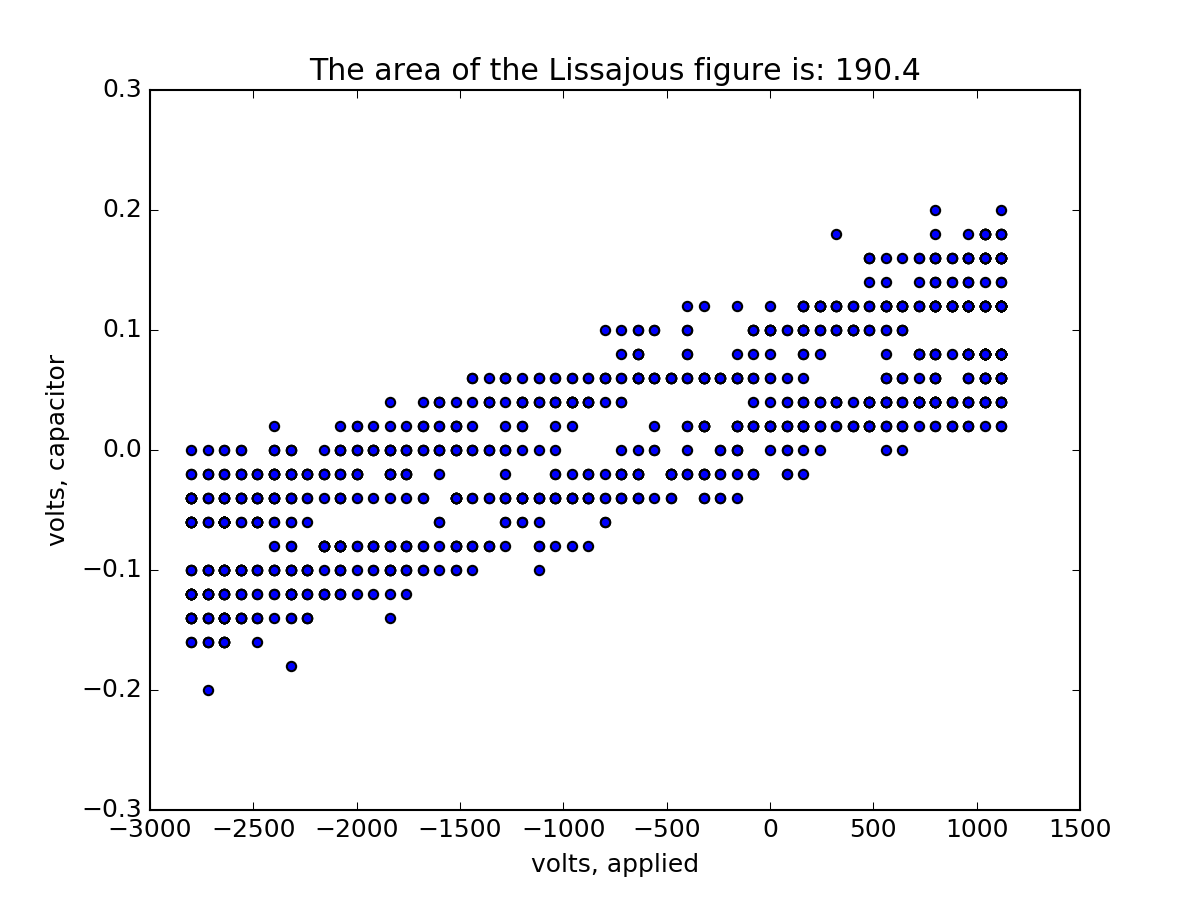 The area of the Lissajous figure is: 190.4
0.3
0.2
0.1
0.0
−0.1
−0.2
−0.3
volts, capacitor
−3000 −2500 −2000 −1500 −1000 −500 0 500 1000 1500
volts, applied